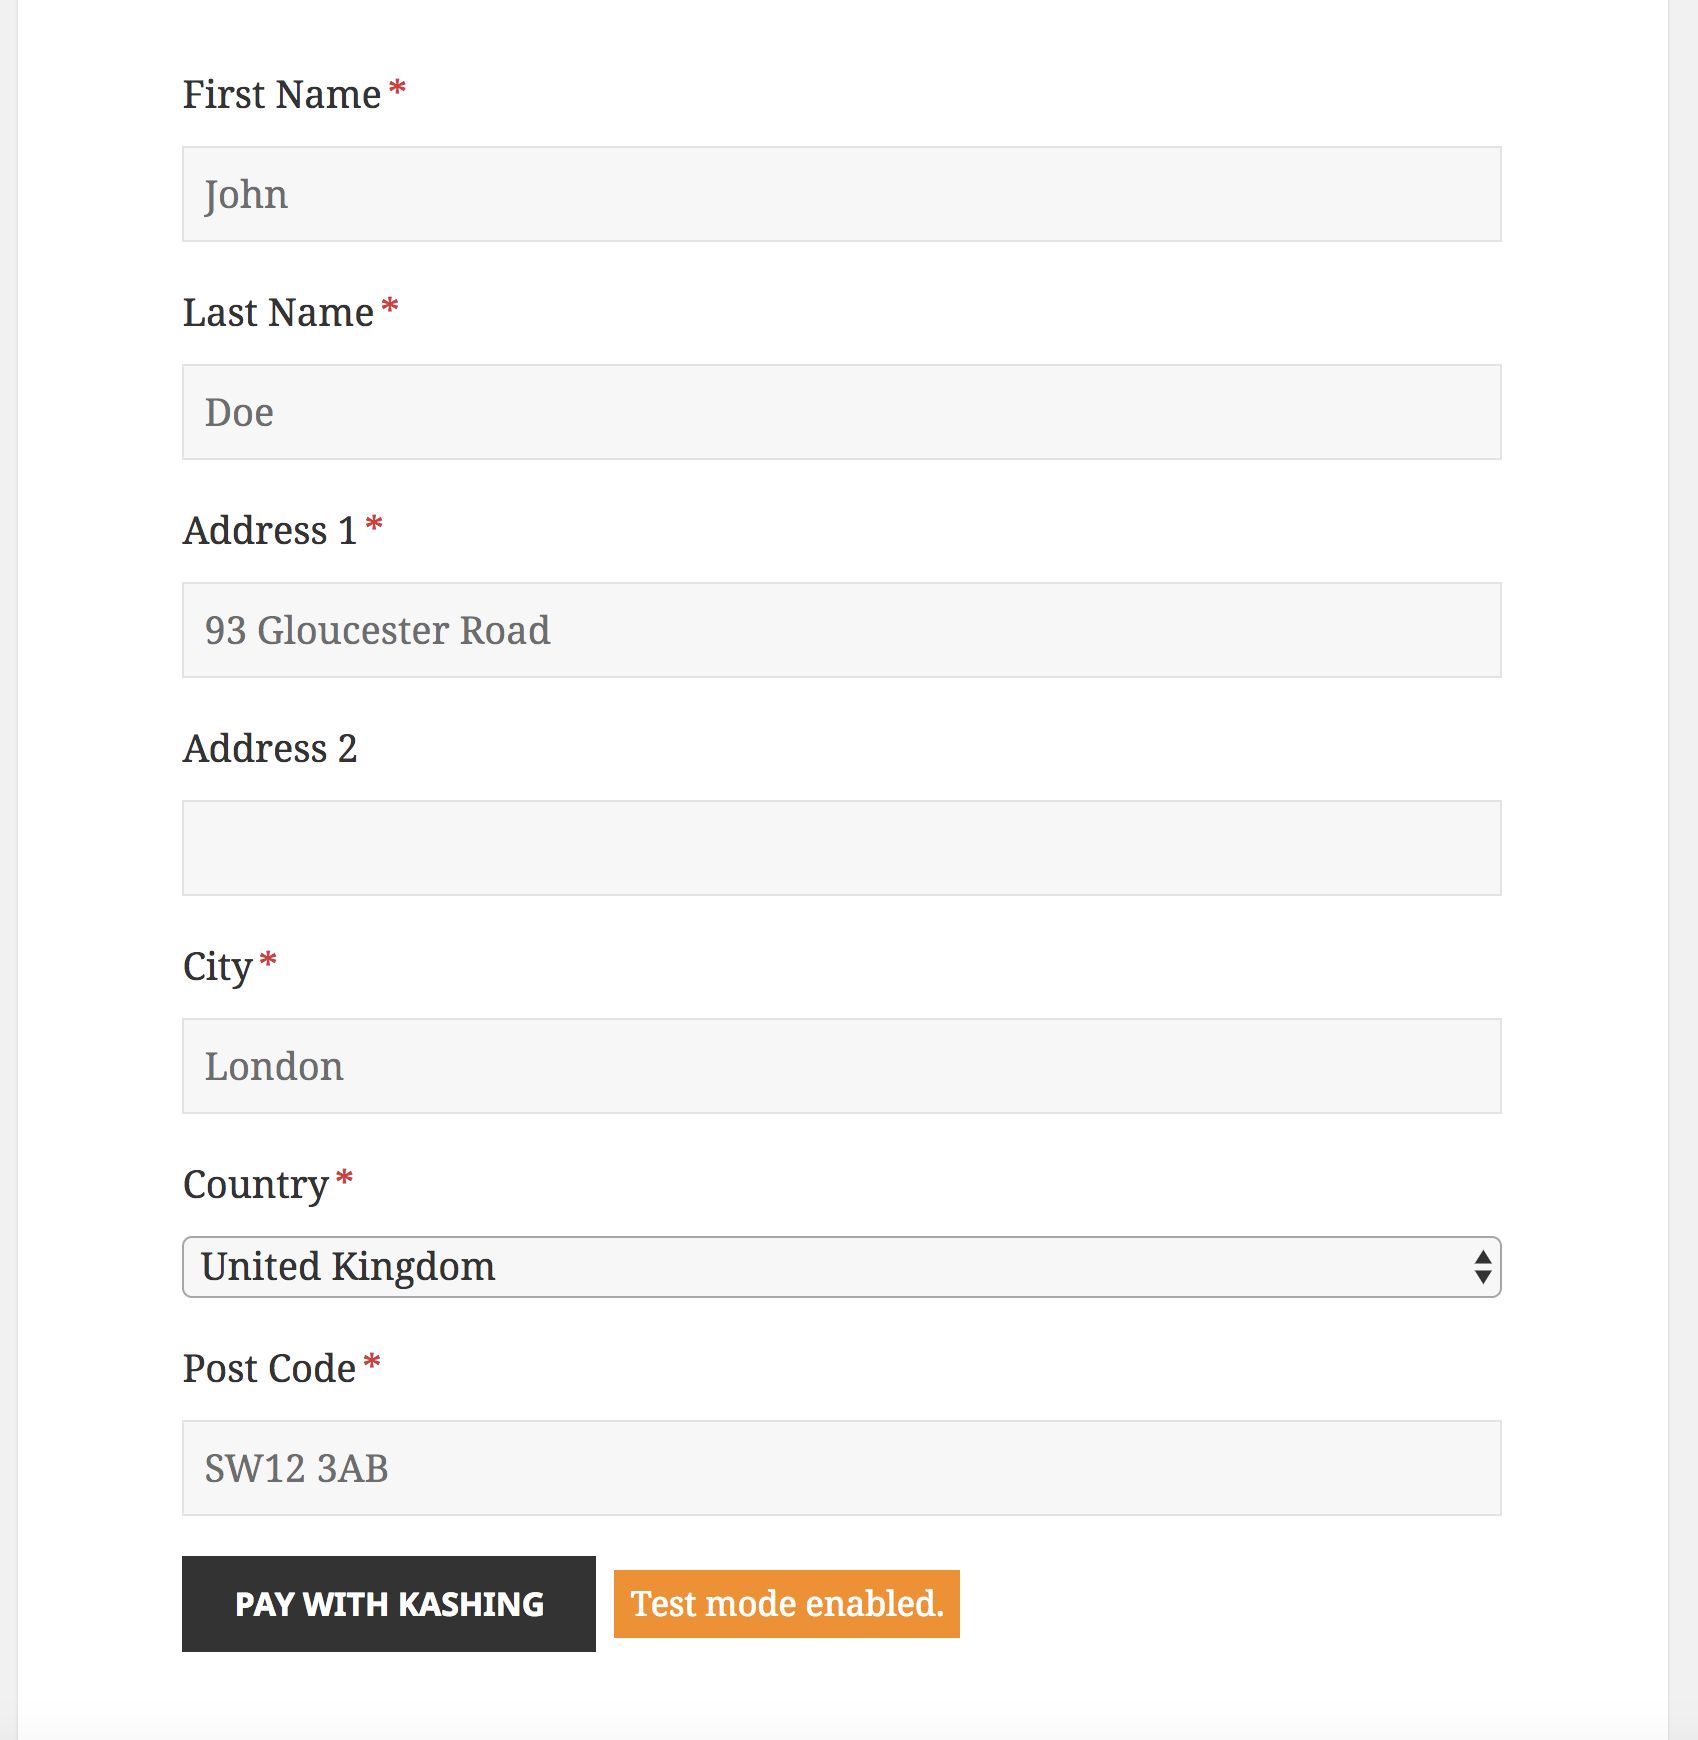 First Name *
John
Last Name *
Doe
Address 1 *
93 Gloucester Road
Address 2
City *
London
Country *
United Kingdom
Post Code *
SW12 3AB
PAY WITH KASHING Test mode enabled.